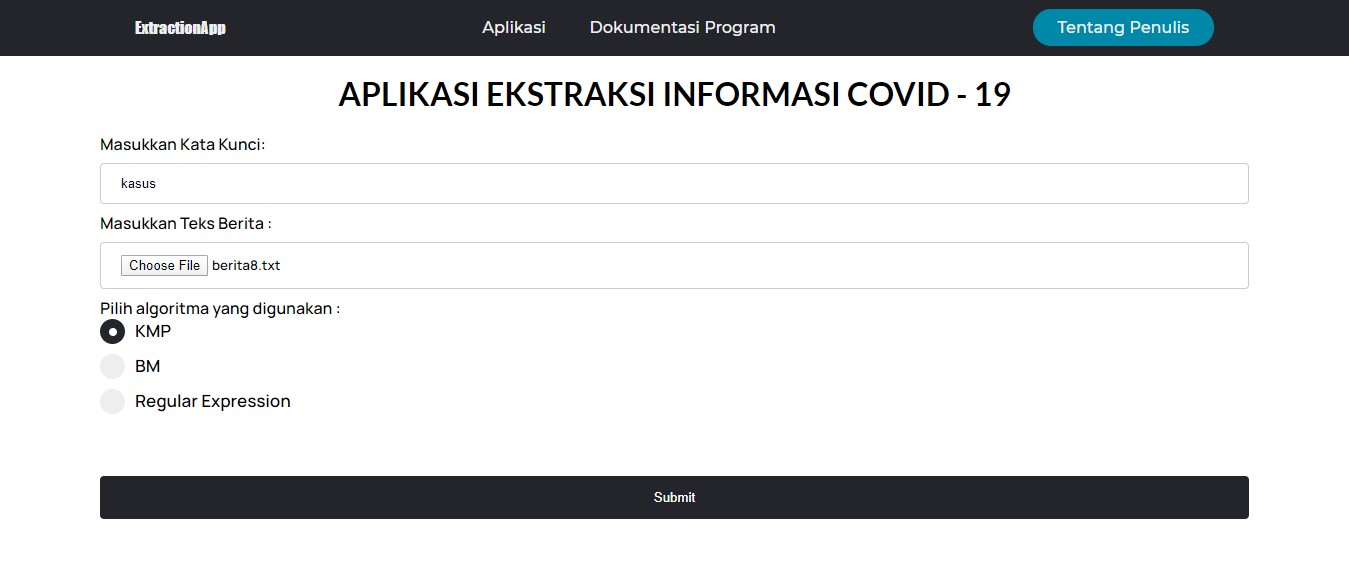 ExtractionApp Aplikasi Dokumentasi Program Tentang Penulis
APLIKASI EKSTRAKSI INFORMASI COVID - 19
Masukkan Kata Kunci:
kasus
Masukkan Teks Berita :
Choose File berita8.txt
Pilih algoritma yang digunakan :
KMP
BM
Regular Expression
Submit